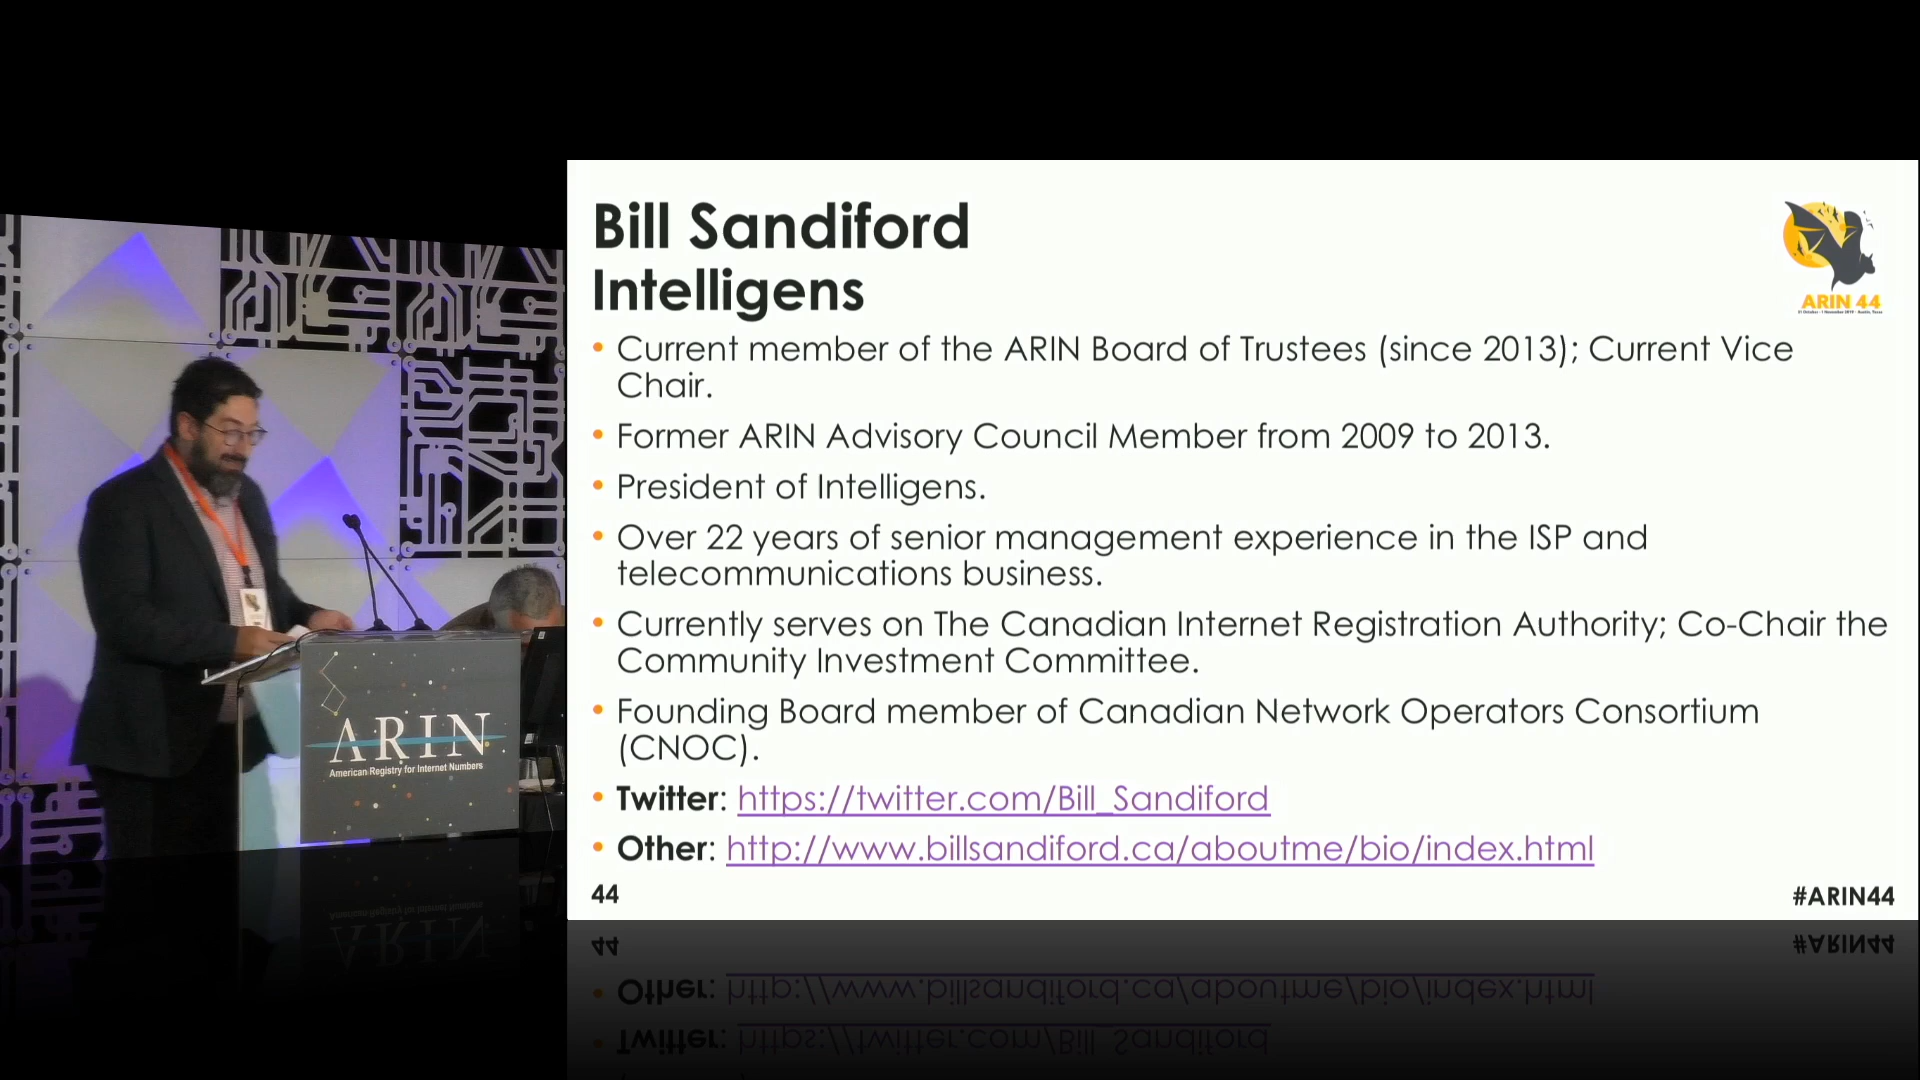 Bill Sandiford
Intelligens
ARIN 44
• Current member of the ARIN Board of Trustees (since 2013); Current Vice
Chair.
• Former ARIN Advisory Council Member from 2009 to 2013.
• President of Intelligens.
• Over 22 years of senior management experience in the ISP and
telecommunications business.
• Currently serves on The Canadian Internet Registration Authority; Co-Chair the
Community Investment Committee.
• Founding Board member of Canadian Network Operators Consortium
(CNOC).
• Twitter: https://twitter.com/Bill_Sandiford
• Other: http://www.billsandiford.ca/aboutme/bio/index.html
44
#ARIN44
ARIN
American Registry for Internet Numbers